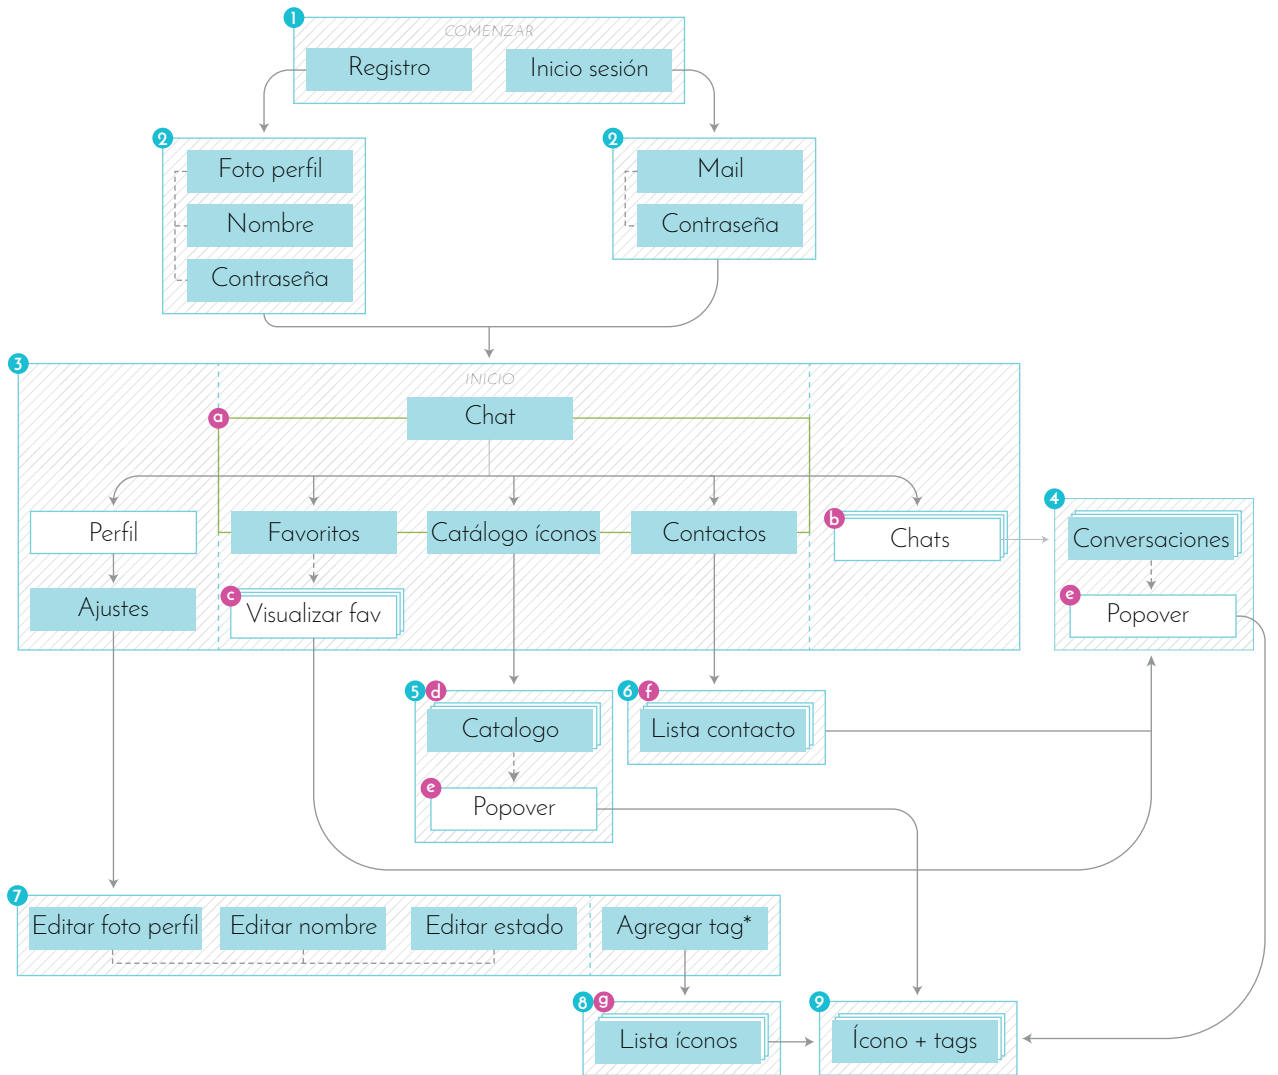 1
COMENZAR
Registro
Inicio sesión
2
Foto perfil
Nombre
Contraseña
2
Mail
Contraseña
3
INICIO
a
Chat
Perfil
Favoritos
Catálogo íconos
Contactos
b
Chats
Ajustes
c
Visualizar fav
4
Conversaciones
e
Popover
5 d
Catalogo
e
Popover
6 f
Lista contacto
7
Editar foto perfil
Editar nombre
Editar estado
Agregar tag*
8 g
Lista íconos
9
Ícono + tags